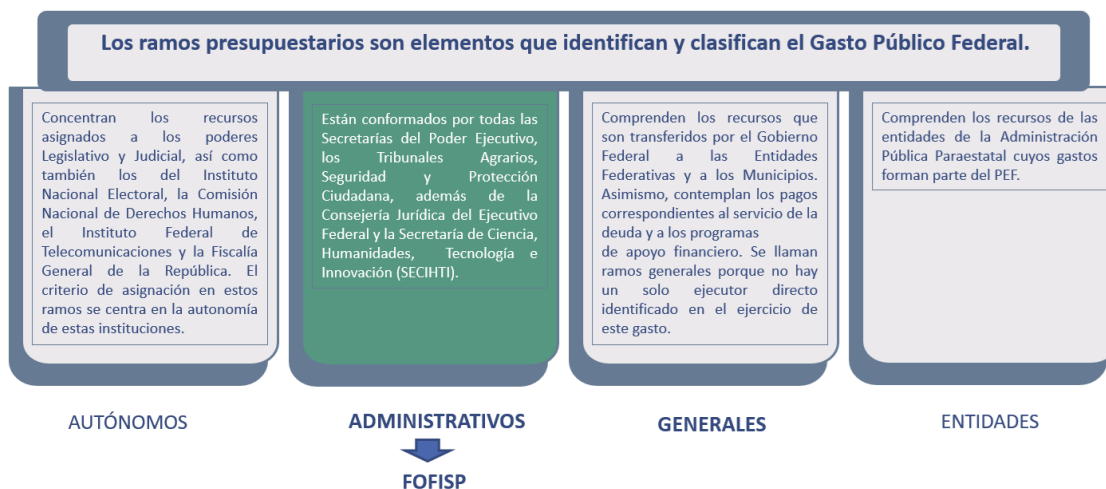 Los ramos presupuestarios son elementos que identifican y clasifican el Gasto Público Federal.
Concentran los recursos
asignados a los poderes
Legislativo y Judicial, así como
también los del Instituto
Nacional Electoral, la Comisión
Nacional de Derechos Humanos,
el Instituto Federal de
Telecomunicaciones y la Fiscalía
General de la República. El
criterio de asignación en estos
ramos se centra en la autonomía
de estas instituciones.
Están conformados por todas las
Secretarías del Poder Ejecutivo,
los Tribunales Agrarios,
Seguridad y Protección
Ciudadana, además de la
Consejería Jurídica del Ejecutivo
Federal y la Secretaría de Ciencia,
Humanidades, Tecnología e
Innovación (SECIHTI).
Comprenden los recursos que
son transferidos por el Gobierno
Federal a las Entidades
Federativas y a los Municipios.
Asimismo, contemplan los pagos
correspondientes al servicio de la
deuda y a los programas
de apoyo financiero. Se llaman
ramos generales porque no hay
un solo ejecutor directo
identificado en el ejercicio de
este gasto.
Comprenden los recursos de las
entidades de la Administración
Pública Paraestatal cuyos gastos
forman parte del PEF.
AUTÓNOMOS
ADMINISTRATIVOS
GENERALES
ENTIDADES
FOFISP